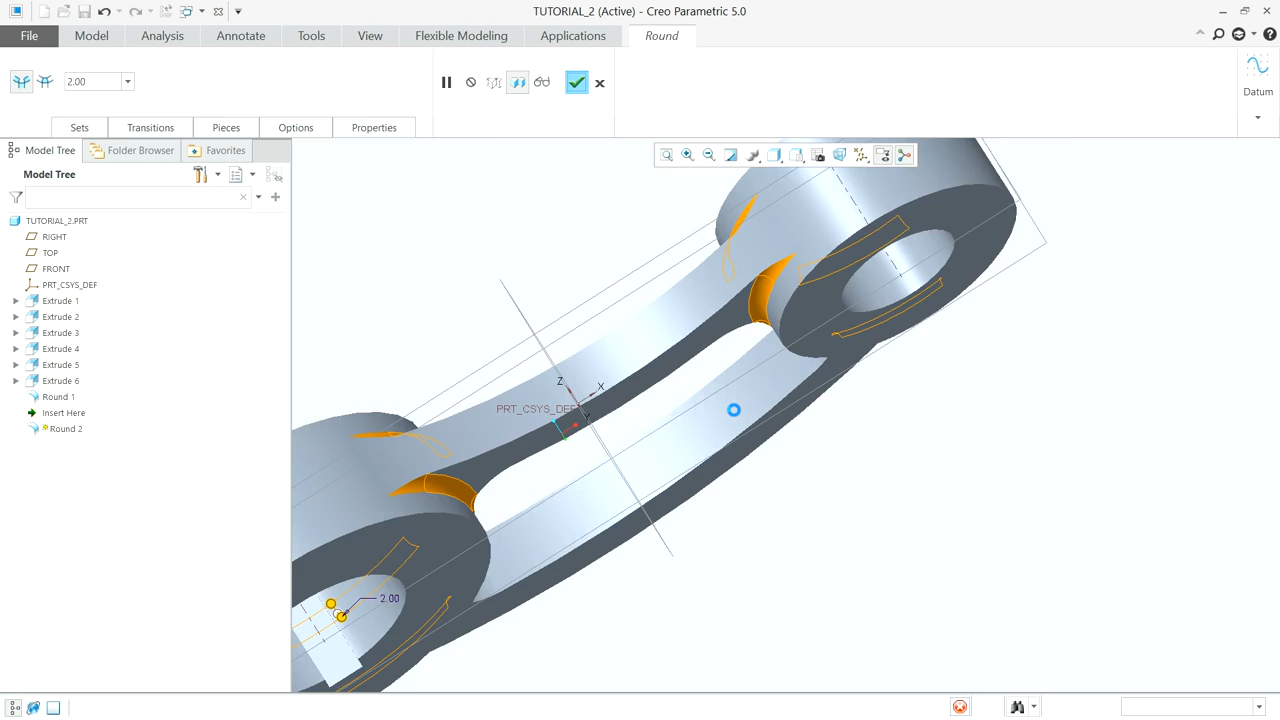 TUTORIAL_2 (Active) - Creo Parametric 5.0
File Model Analysis Annotate Tools View Flexible Modeling Applications Round
2.00
Datum
Sets Transitions Pieces Options Properties
Model Tree Folder Browser Favorites
Model Tree
TUTORIAL_2.PRT
RIGHT
TOP
FRONT
PRT_CSYS_DEF
Extrude 1
Extrude 2
Extrude 3
Extrude 4
Extrude 5
Extrude 6
Round 1
Insert Here
Round 2
Z
X
PRT_CSYS_DEF
Y
2.00